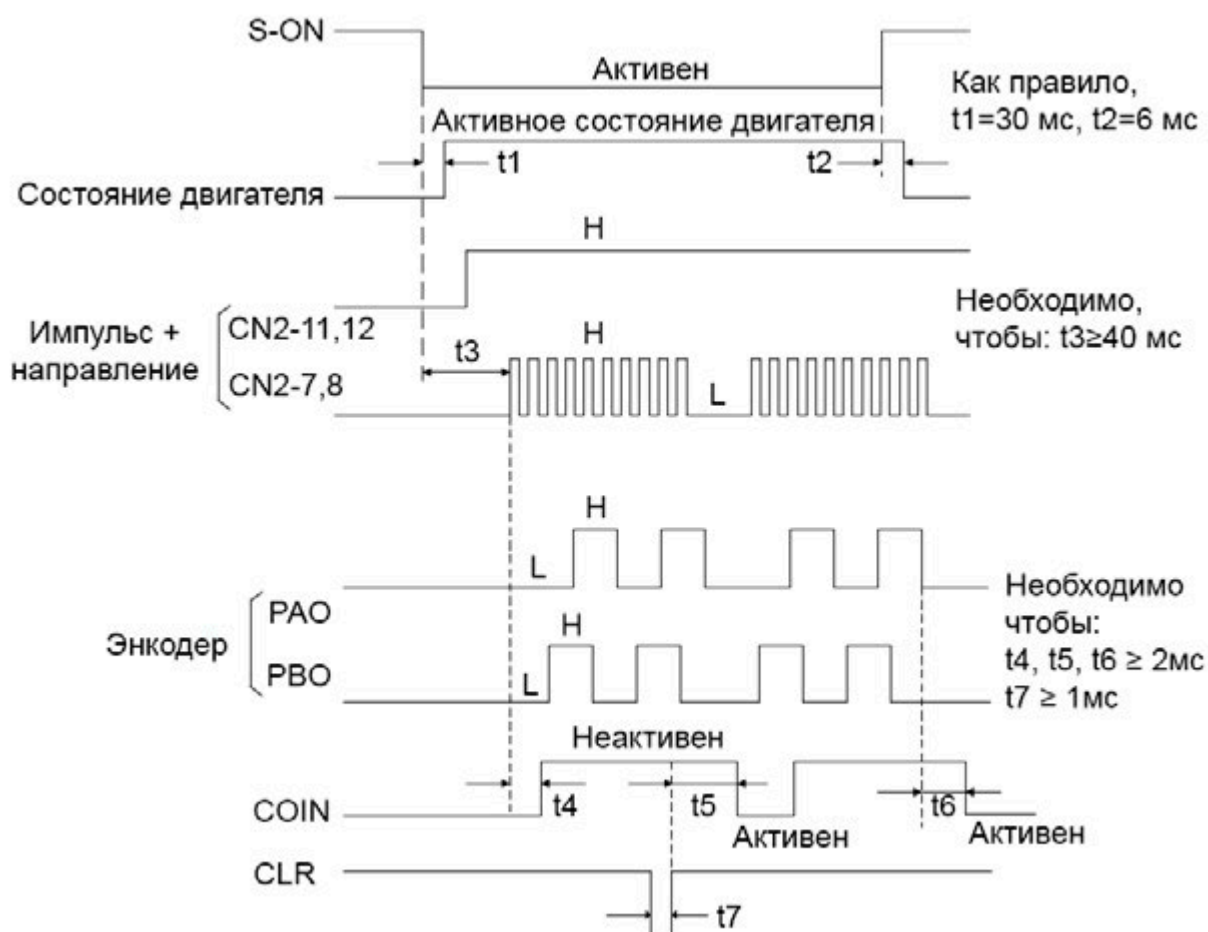 S-ON
Активен
Как правило,
t1=30 мс, t2=6 мс
Активное состояние двигателя
t1
t2
Состояние двигателя
H
Необходимо,
чтобы: t3≥40 мс
Импульс +
направление
CN2-11,12
t3
H
CN2-7,8
L
H
L
Необходимо
чтобы:
t4, t5, t6 ≥ 2мс
t7 ≥ 1мс
Энкодер
PAO
H
PBO
L
Неактивен
t4
t5
t6
COIN
Активен
Активен
CLR
t7